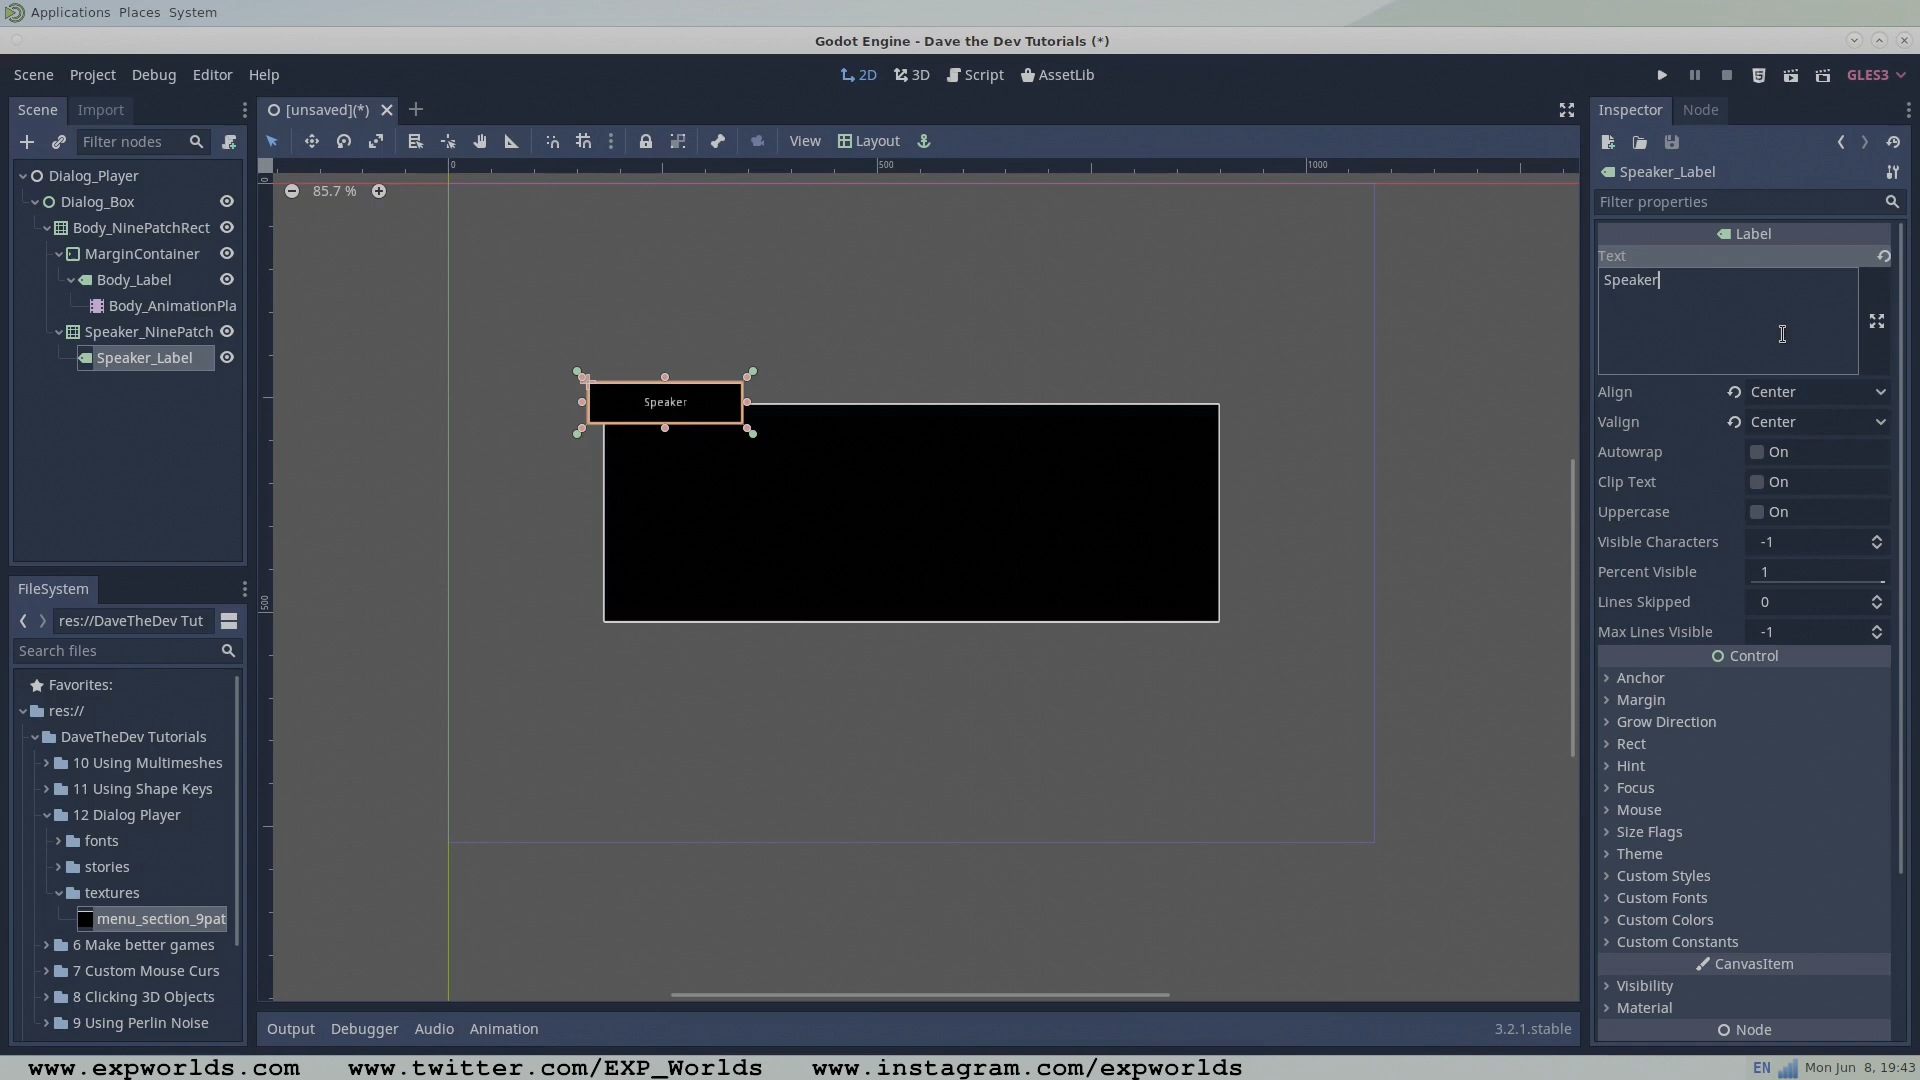 Applications Places System
Godot Engine - Dave the Dev Tutorials (*)
Scene Project Debug Editor Help
2D 3D Script AssetLib
GLES3
Scene Import
[unsaved](*)
Inspector Node
Filter nodes
View Layout
Speaker_Label
Filter properties
Dialog_Player
Dialog_Box
Body_NinePatchRect
MarginContainer
Body_Label
Body_AnimationPla
Speaker_NinePatch
Speaker_Label
0 500 1000
0
500
85.7 %
Speaker
Label
Text
Speaker
Align Center
Valign Center
Autowrap On
Clip Text On
Uppercase On
Visible Characters -1
Percent Visible 1
Lines Skipped 0
Max Lines Visible -1
Control
Anchor
Margin
Grow Direction
Rect
Hint
Focus
Mouse
Size Flags
Theme
Custom Styles
Custom Fonts
Custom Colors
Custom Constants
CanvasItem
Visibility
Material
Node
FileSystem
res://DaveTheDev Tut
Search files
Favorites:
res://
DaveTheDev Tutorials
10 Using Multimeshes
11 Using Shape Keys
12 Dialog Player
fonts
stories
textures
menu_section_9pat
6 Make better games
7 Custom Mouse Curs
8 Clicking 3D Objects
9 Using Perlin Noise
Output Debugger Audio Animation
3.2.1.stable
www.expworlds.com www.twitter.com/EXP_Worlds www.instagram.com/expworlds
EN Mon Jun 8, 19:43